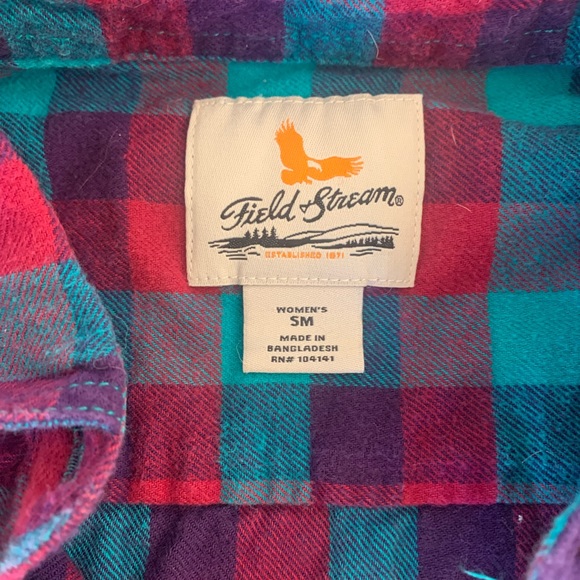 Field & Stream®
ESTABLISHED 1871
WOMEN'S
SM
MADE IN
BANGLADESH
RN# 104141